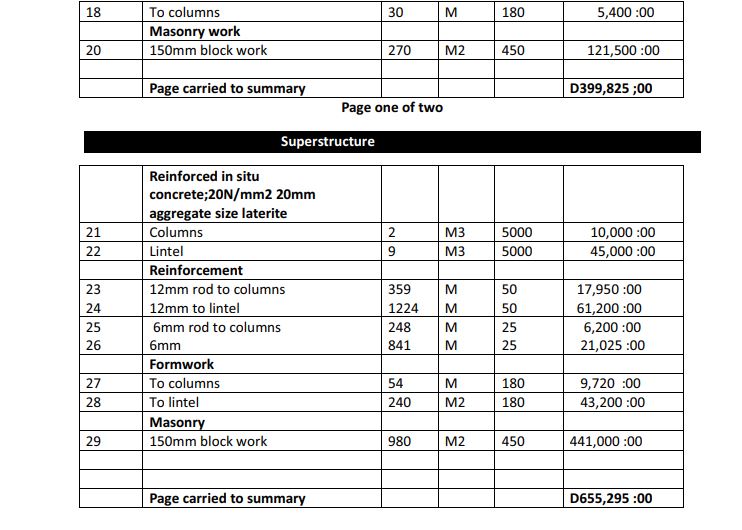 18 To columns 30 M 180 5,400 :00
Masonry work
20 150mm block work 270 M2 450 121,500 :00
Page carried to summary D399,825 ;00
Page one of two
Superstructure
Reinforced in situ
concrete;20N/mm2 20mm
aggregate size laterite
21 Columns 2 M3 5000 10,000 :00
22 Lintel 9 M3 5000 45,000 :00
Reinforcement
23 12mm rod to columns 359 M 50 17,950 :00
24 12mm to lintel 1224 M 50 61,200 :00
25 6mm rod to columns 248 M 25 6,200 :00
26 6mm 841 M 25 21,025 :00
Formwork
27 To columns 54 M 180 9,720 :00
28 To lintel 240 M2 180 43,200 :00
Masonry
29 150mm block work 980 M2 450 441,000 :00
Page carried to summary D655,295 :00